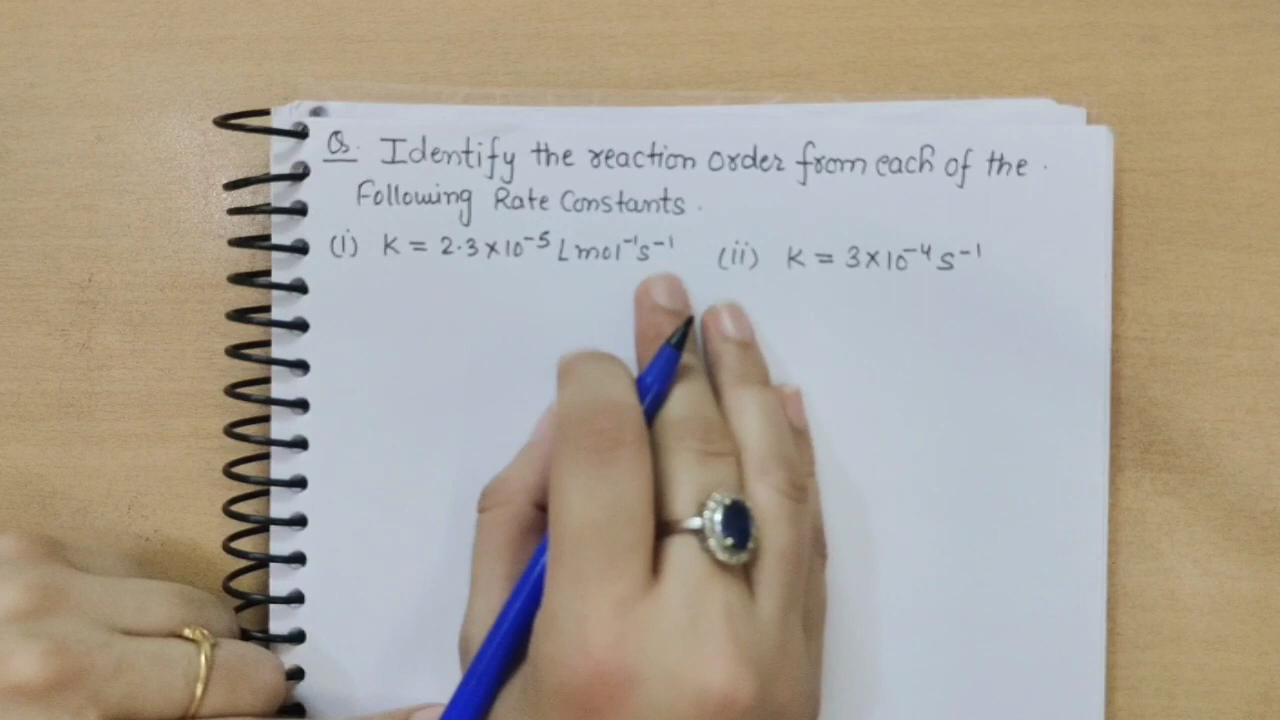 Q. Identify the reaction order from each of the.
Following Rate Constants.
(i) K = 2.3×10⁻⁵ L mol⁻¹s⁻¹ (ii) K = 3×10⁻⁴ s⁻¹